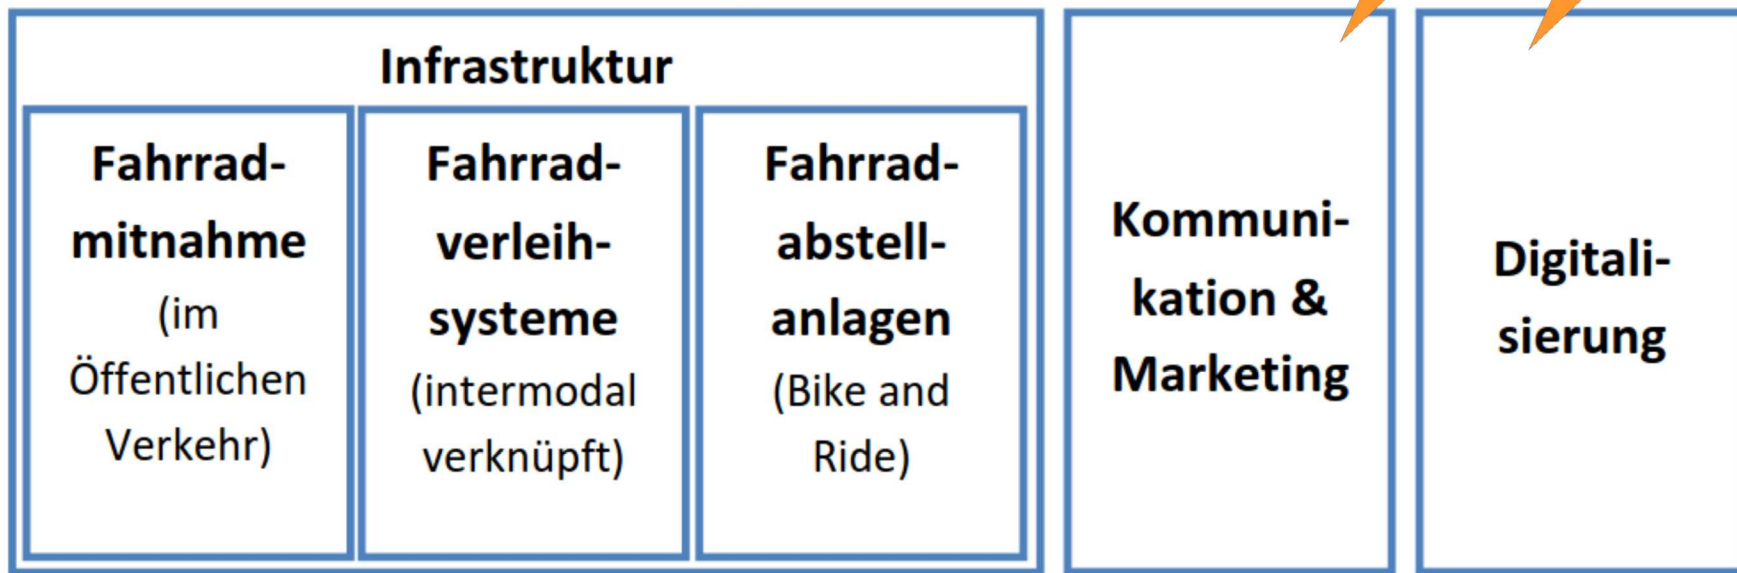 Infrastruktur
Fahrrad-
mitnahme
(im
Öffentlichen
Verkehr)
Fahrrad-
verleih-
systeme
(intermodal
verknüpft)
Fahrrad-
abstell-
anlagen
(Bike and
Ride)
Kommuni-
kation &
Marketing
Digitali-
sierung